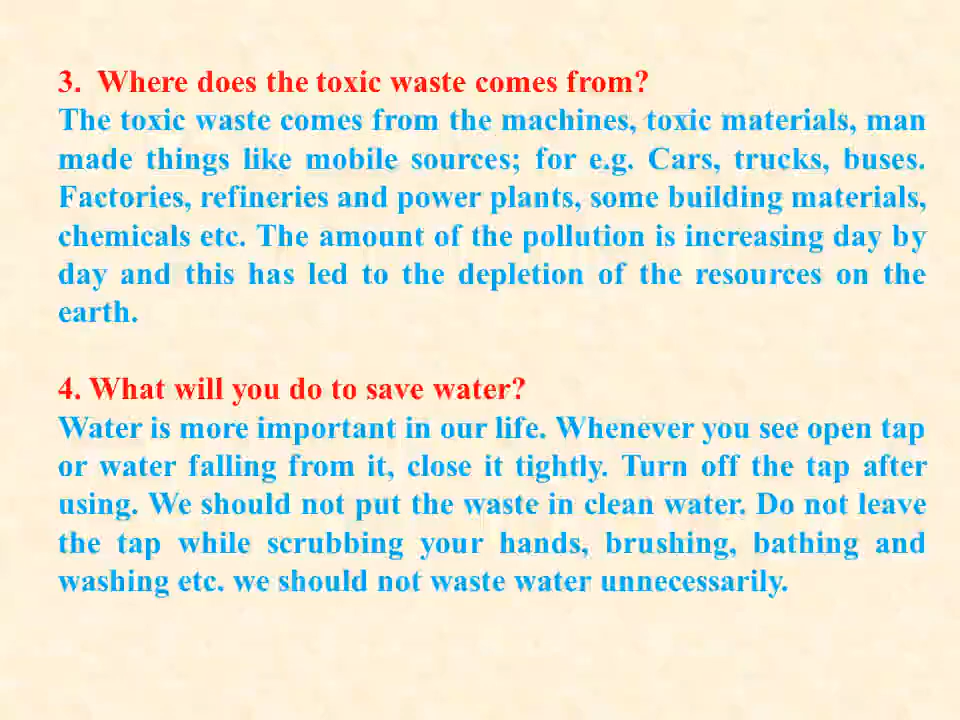 3. Where does the toxic waste comes from?
The toxic waste comes from the machines, toxic materials, man
made things like mobile sources; for e.g. Cars, trucks, buses.
Factories, refineries and power plants, some building materials,
chemicals etc. The amount of the pollution is increasing day by
day and this has led to the depletion of the resources on the
earth.
4. What will you do to save water?
Water is more important in our life. Whenever you see open tap
or water falling from it, close it tightly. Turn off the tap after
using. We should not put the waste in clean water. Do not leave
the tap while scrubbing your hands, brushing, bathing and
washing etc. we should not waste water unnecessarily.